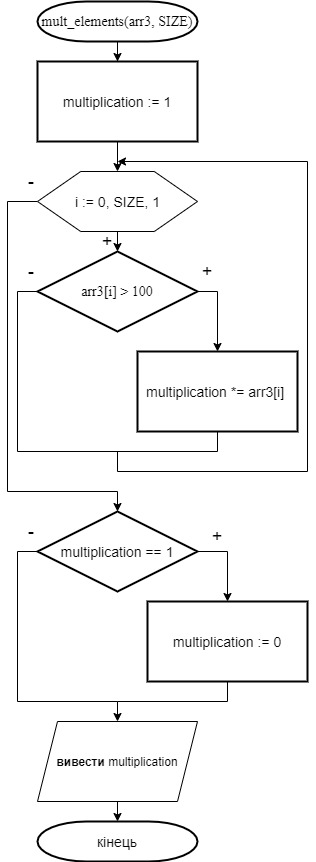 mult_elements(arr3, SIZE)
multiplication := 1
-
i := 0, SIZE, 1
+
-
+
arr3[i] > 100
multiplication *= arr3[i]
-
+
multiplication == 1
multiplication := 0
вивести multiplication
кінець